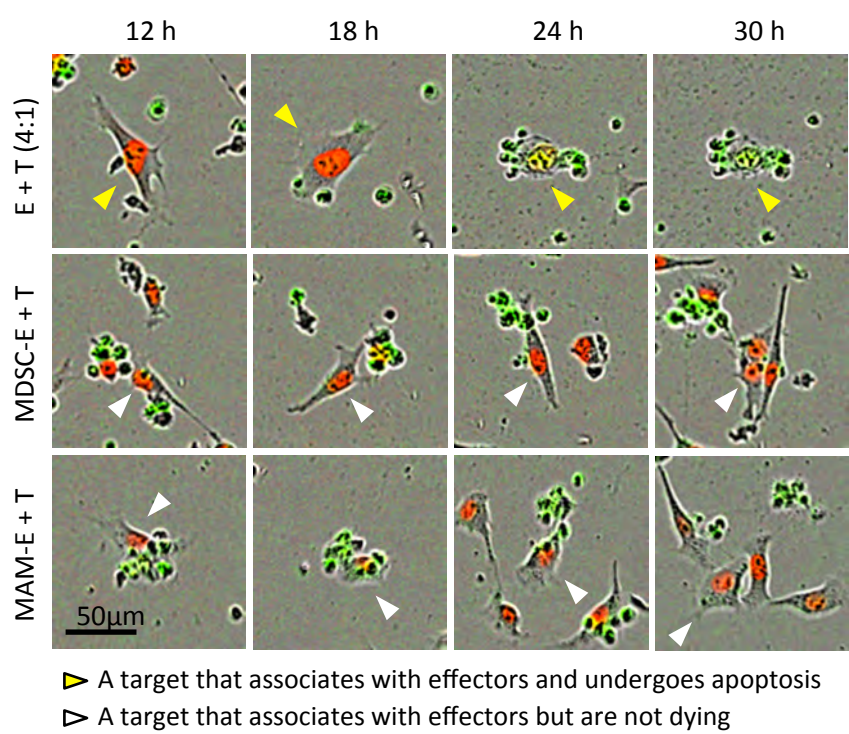 12 h 18 h 24 h 30 h
E + T (4:1)
MDSC-E + T
MAM-E + T
50µm
A target that associates with effectors and undergoes apoptosis
A target that associates with effectors but are not dying